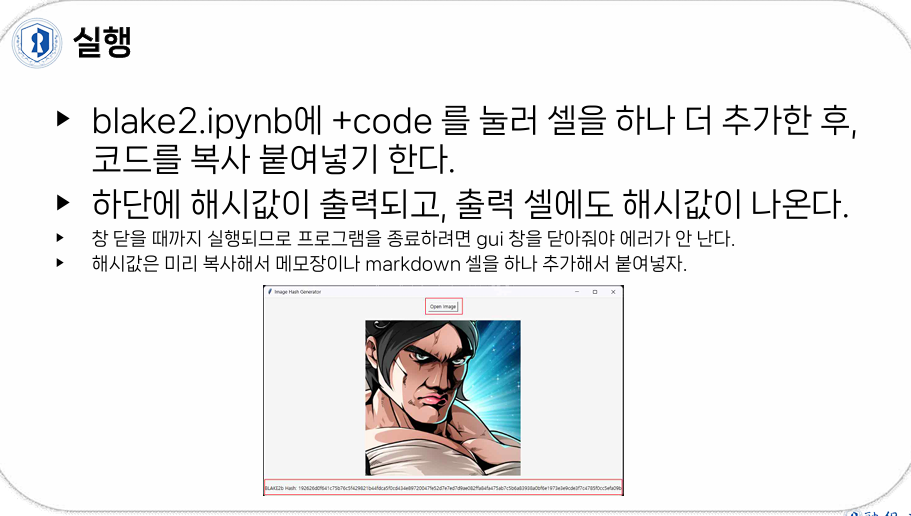 실행
blake2.ipynb에 +code 를 눌러 셀을 하나 더 추가한 후,
코드를 복사 붙여넣기 한다.
하단에 해시값이 출력되고, 출력 셀에도 해시값이 나온다.
창 닫을 때까지 실행되므로 프로그램을 종료하려면 gui 창을 닫아줘야 에러가 안 난다.
해시값은 미리 복사해서 메모장이나 markdown 셀을 하나 추가해서 붙여넣자.
Image Hash Generator
Open Image
BLAKE2b Hash: